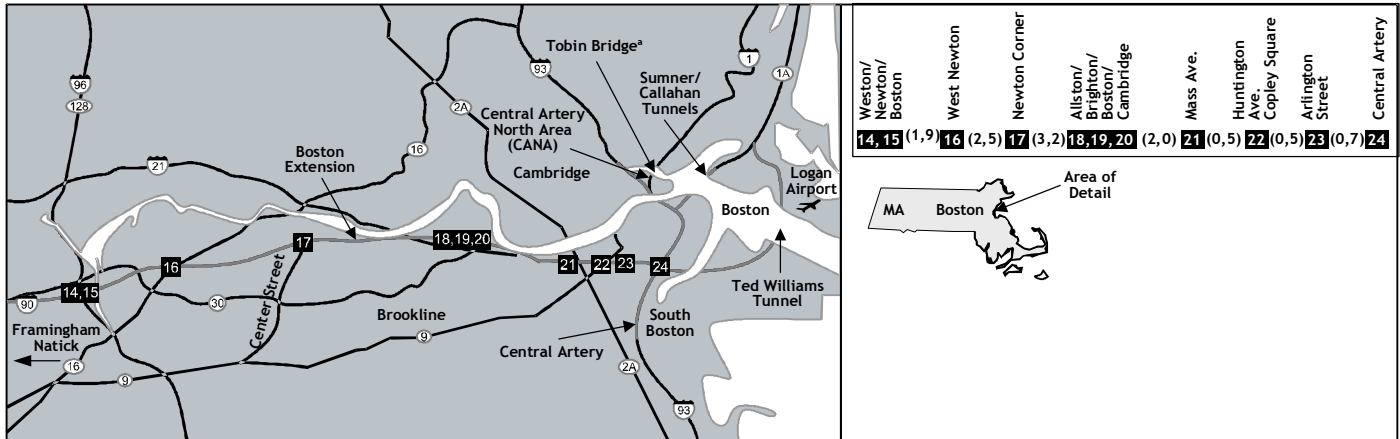 96
128
21
2A
16
93
1
1A
Tobin Bridgeª
Sumner/
Callahan
Tunnels
Central Artery
North Area
(CANA)
Boston
Extension
Cambridge
Logan
Airport
Boston
17
18,19,20
16
14,15
21
22
23
24
90
30
Center Street
Brookline
Ted Williams
Tunnel
South
Boston
Framingham
Natick
16
9
9
Central Artery
2A
93
Weston/
Newton/
Boston
West Newton
Newton Corner
Allston/
Brighton/
Boston/
Cambridge
Mass Ave.
Huntington
Ave.
Copley Square
Arlington
Street
Central Artery
14, 15 (1,9) 16 (2,5) 17 (3,2) 18,19, 20 (2,0) 21 (0,5) 22 (0,5) 23 (0,7) 24
MA
Boston
Area of
Detail